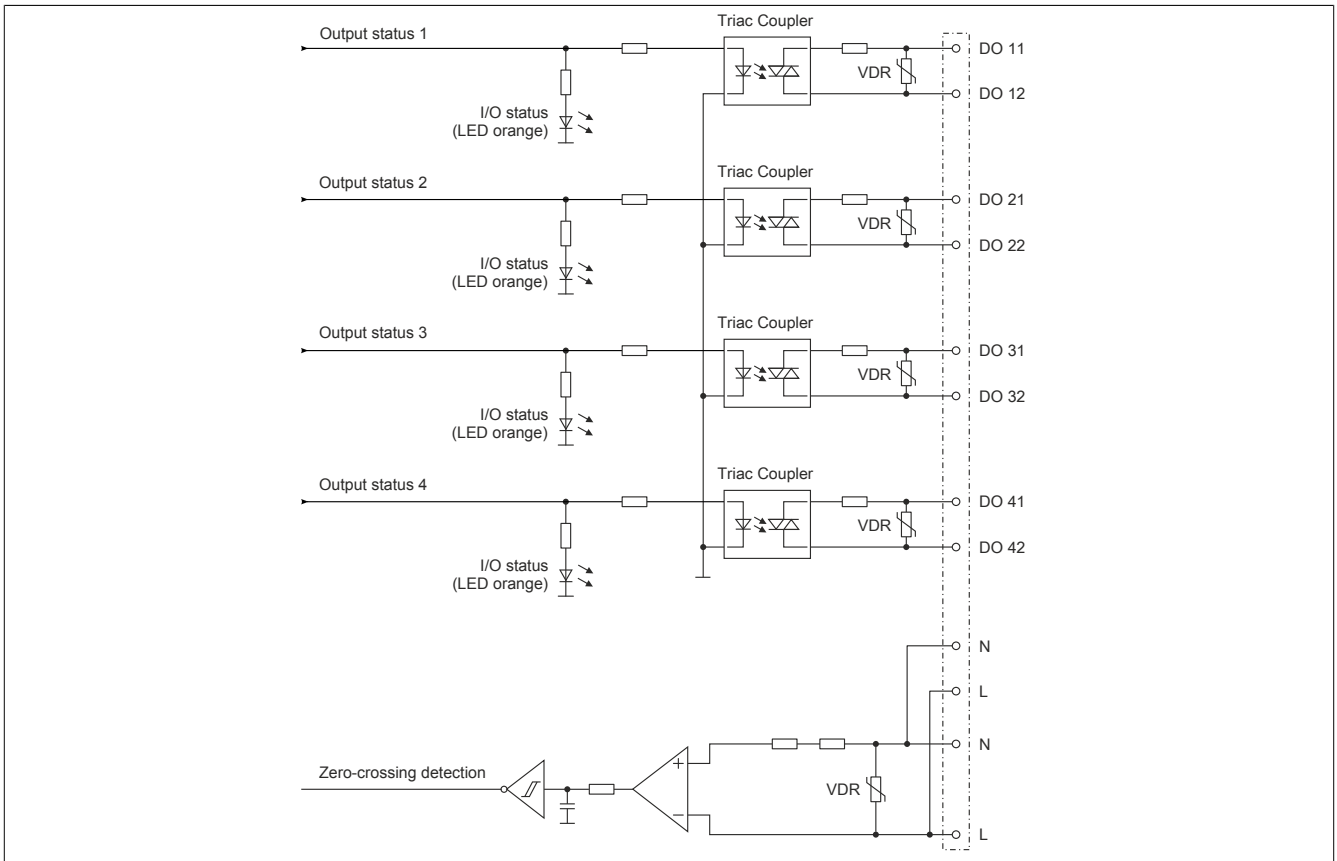 Triac Coupler
Output status 1
DO 11
VDR
DO 12
I/O status
(LED orange)
Triac Coupler
Output status 2
DO 21
VDR
DO 22
I/O status
(LED orange)
Triac Coupler
Output status 3
DO 31
VDR
DO 32
I/O status
(LED orange)
Triac Coupler
Output status 4
DO 41
VDR
DO 42
I/O status
(LED orange)
N
L
N
Zero-crossing detection
+
VDR
−
L